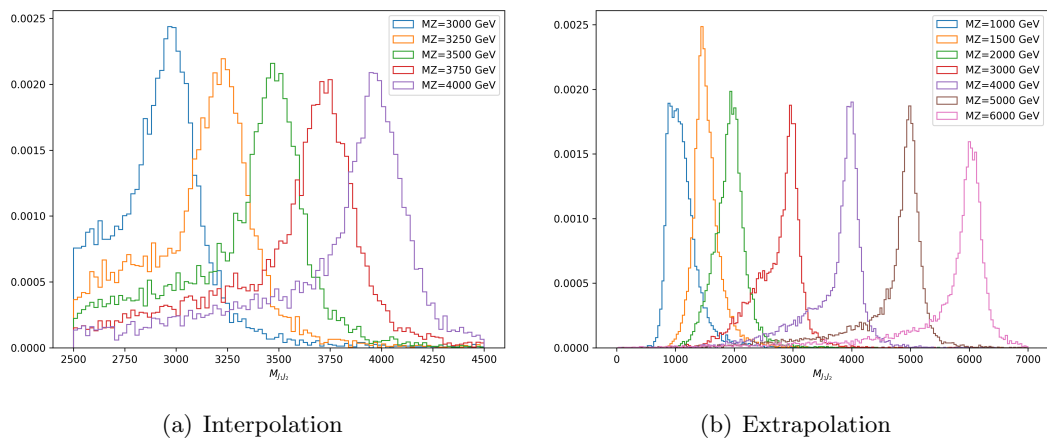 0.0025
0.0020
0.0015
0.0010
0.0005
0.0000
2500 3000 3250 3500 3750 4000 4250 4500
M_{J_1J_2}
MZ=3000 GeV
MZ=3250 GeV
MZ=3500 GeV
MZ=3750 GeV
MZ=4000 GeV
(a) Interpolation
0.0025
0.0020
0.0015
0.0010
0.0005
0.0000
0 1000 2000 3000 4000 5000 6000 7000
M_{J_1J_2}
MZ=1000 GeV
MZ=1500 GeV
MZ=2000 GeV
MZ=3000 GeV
MZ=4000 GeV
MZ=5000 GeV
MZ=6000 GeV
(b) Extrapolation